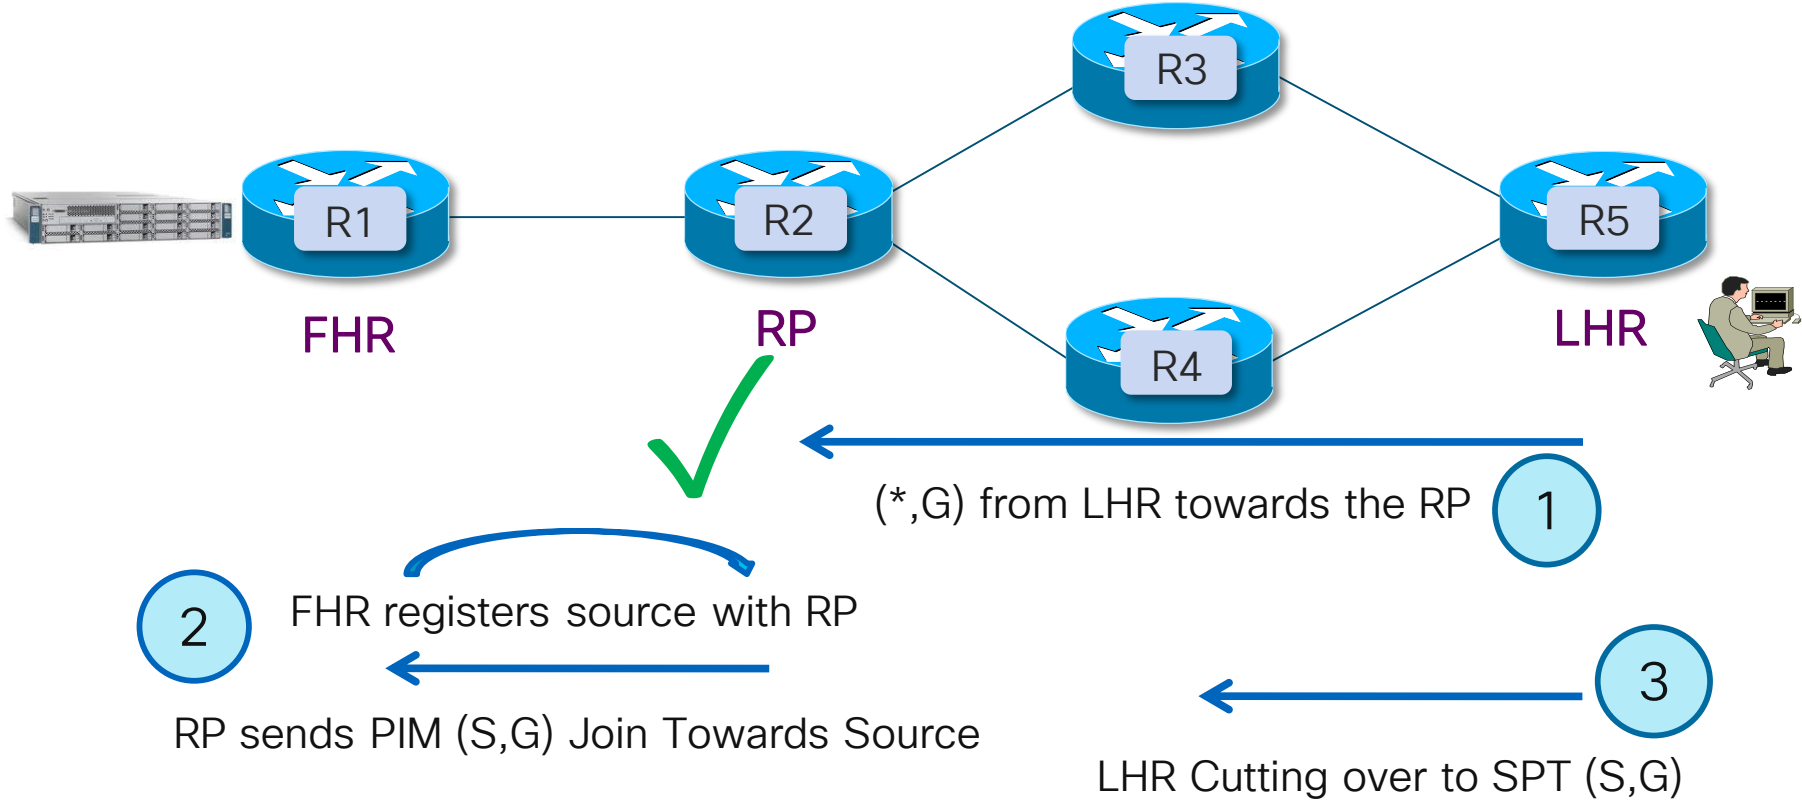 R3
R1
R2
R5
FHR
RP
LHR
R4
(*,G) from LHR towards the RP
1
2
FHR registers source with RP
3
RP sends PIM (S,G) Join Towards Source
LHR Cutting over to SPT (S,G)